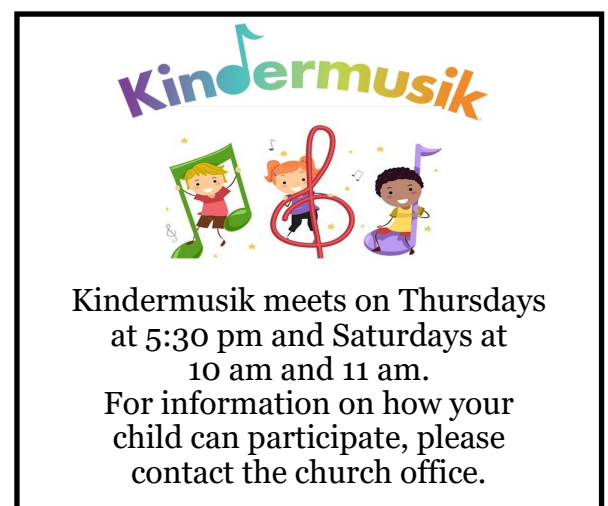 Kindermusik
Kindermusik meets on Thursdays
at 5:30 pm and Saturdays at
10 am and 11 am.
For information on how your
child can participate, please
contact the church office.